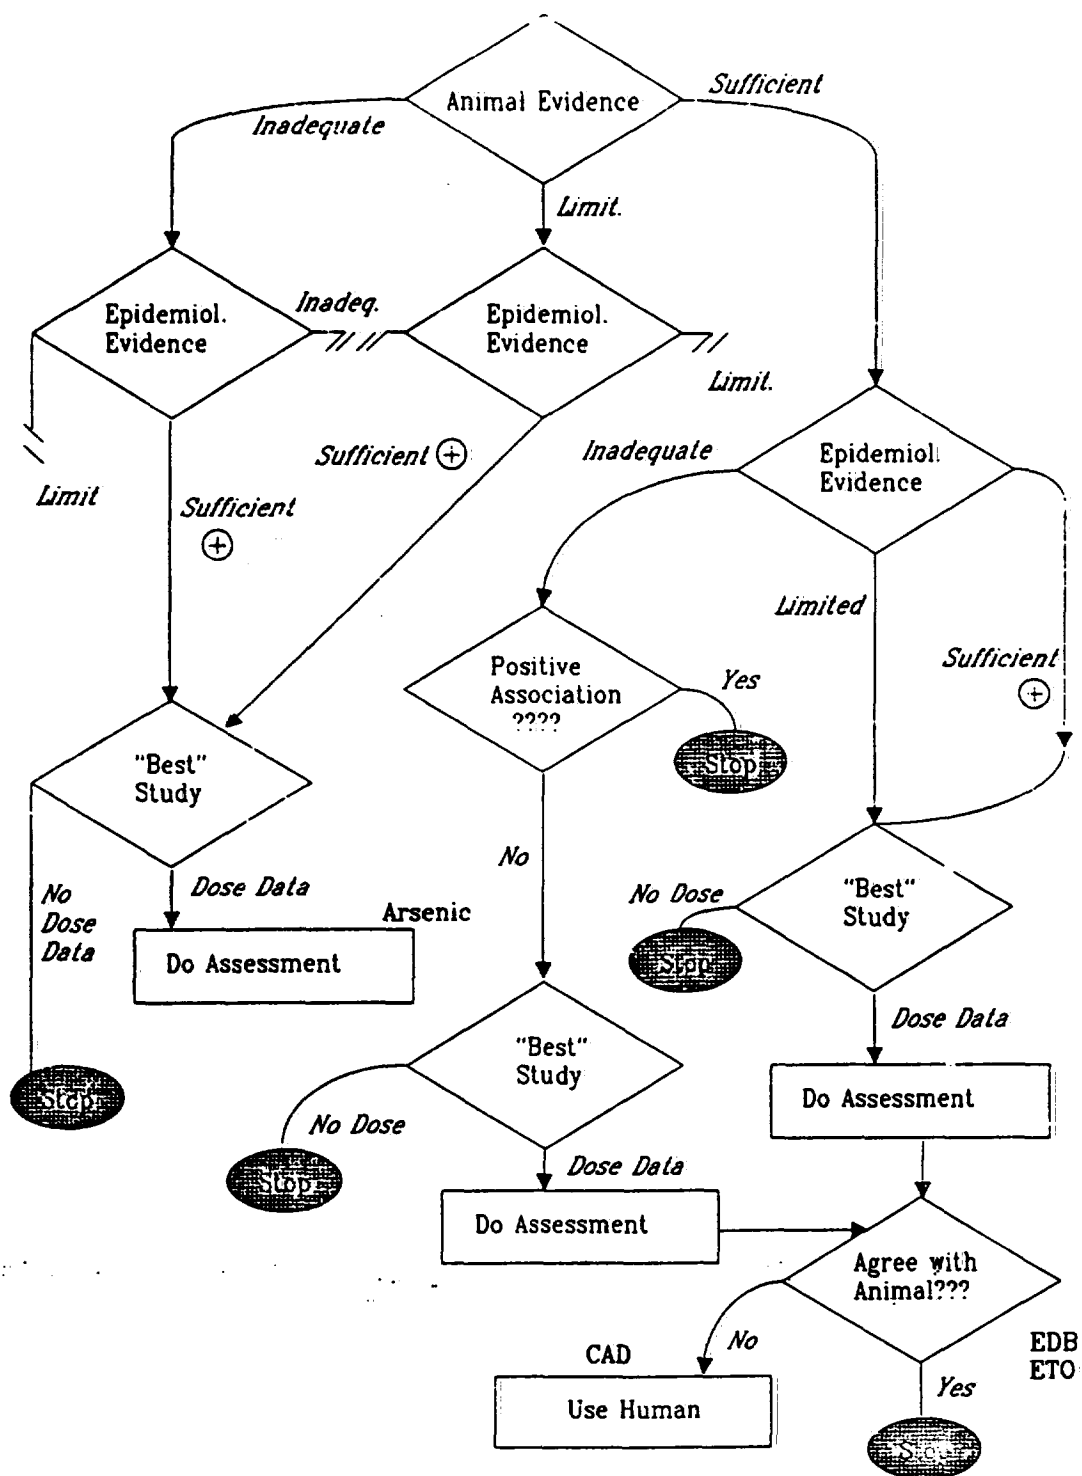 Animal Evidence
Sufficient
Inadequate
Limit.
Epidemiol.
Evidence
Inadeq.
Epidemiol.
Evidence
Limit.
Limit
Sufficient
⊕
Sufficient ⊕
Inadequate
Epidemiol.
Evidence
Limited
Sufficient
⊕
Positive
Association
????
Yes
Stop
No
"Best"
Study
No
Dose
Data
Dose Data
Arsenic
Do Assessment
Stop
"Best"
Study
No Dose
Stop
Dose Data
Do Assessment
"Best"
Study
No Dose
Stop
Dose Data
Do Assessment
Agree with
Animal???
No
CAD
Use Human
EDB
ETO
Yes
Stop